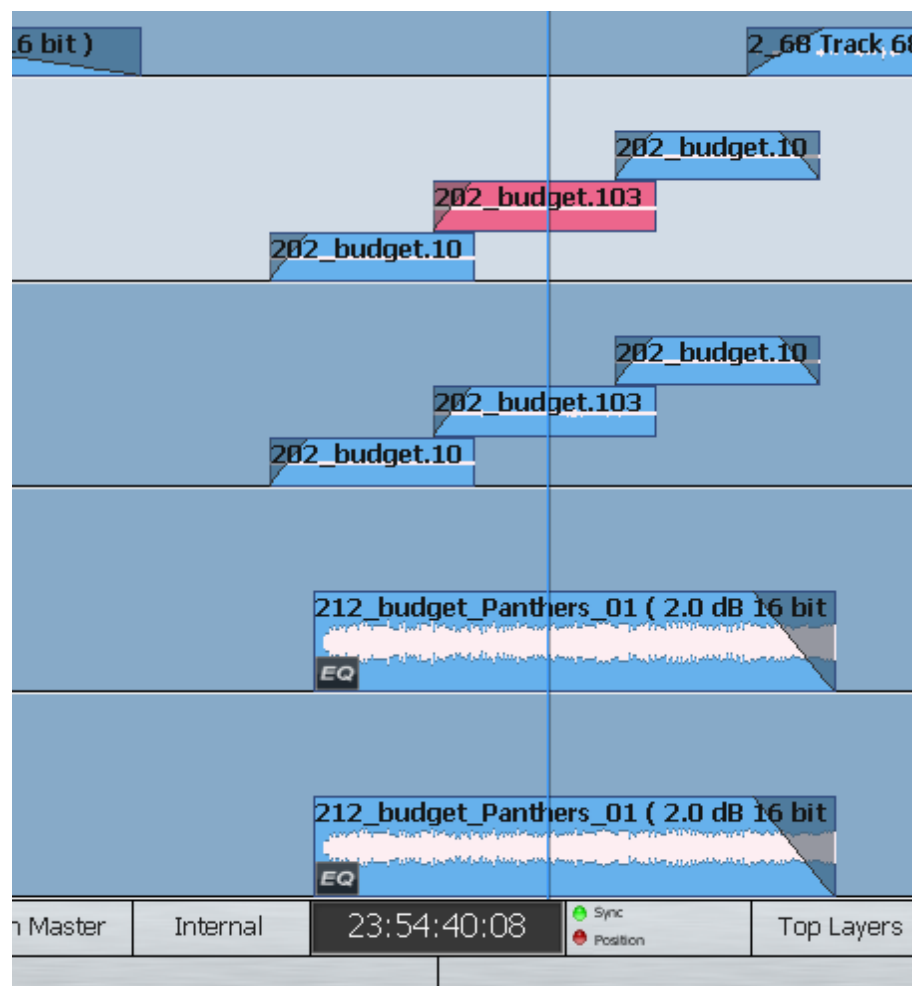 .6 bit )
2_68 Track 68
202_budget.10
202_budget.103
202_budget.10
202_budget.10
202_budget.103
202_budget.10
212_budget_Panthers_01 ( 2.0 dB 16 bit
EQ
212_budget_Panthers_01 ( 2.0 dB 16 bit
EQ
Master
Internal
23:54:40:08
Sync
Position
Top Layers